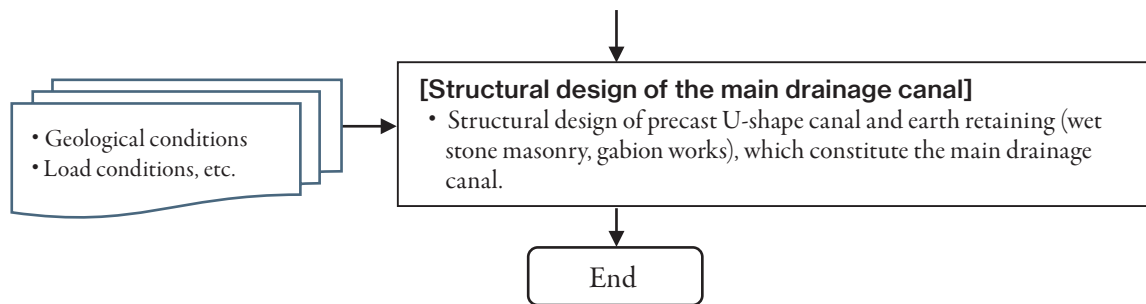 • Geological conditions
• Load conditions, etc.
[Structural design of the main drainage canal]
• Structural design of precast U-shape canal and earth retaining (wet
stone masonry, gabion works), which constitute the main drainage
canal.
End